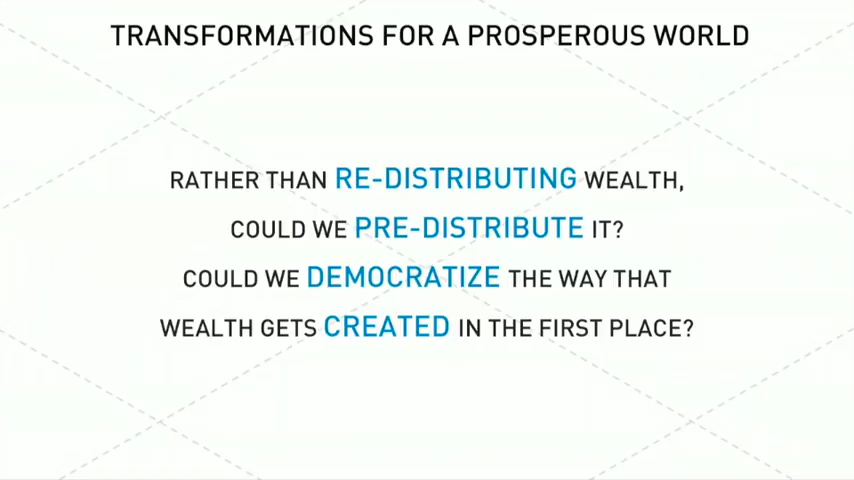 TRANSFORMATIONS FOR A PROSPEROUS WORLD
RATHER THAN RE-DISTRIBUTING WEALTH,
COULD WE PRE-DISTRIBUTE IT?
COULD WE DEMOCRATIZE THE WAY THAT
WEALTH GETS CREATED IN THE FIRST PLACE?